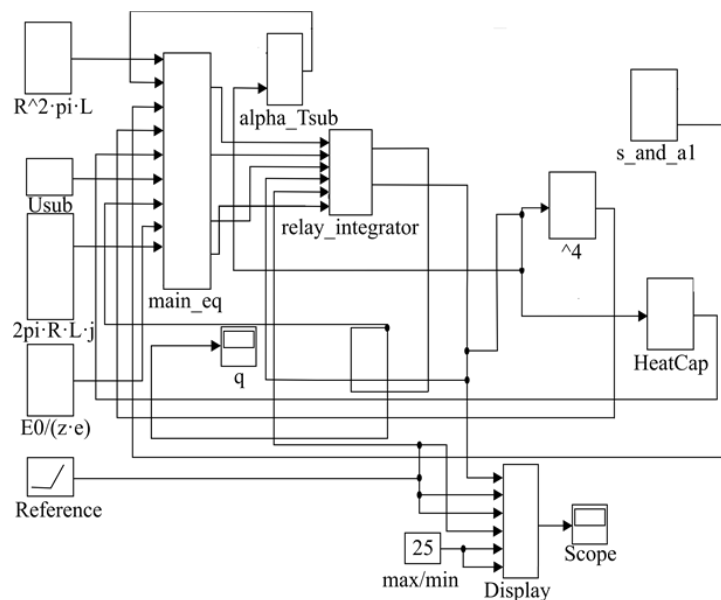 R^2·pi·L
alpha_Tsub
s_and_a1
Usub
relay_integrator
^4
main_eq
2pi·R·L·j
q
HeatCap
E0/(z·e)
Reference
25
max/min
Scope
Display